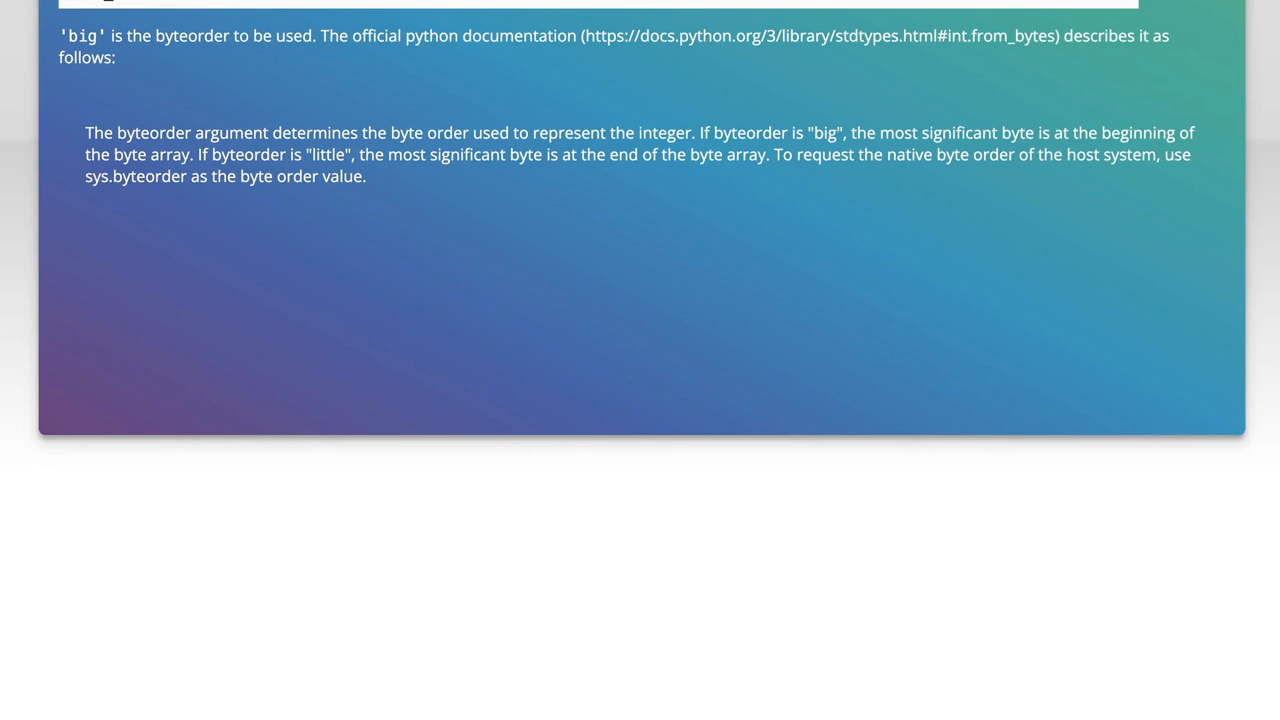 'big' is the byteorder to be used. The official python documentation (https://docs.python.org/3/library/stdtypes.html#int.from_bytes) describes it as
follows:
The byteorder argument determines the byte order used to represent the integer. If byteorder is "big", the most significant byte is at the beginning of
the byte array. If byteorder is "little", the most significant byte is at the end of the byte array. To request the native byte order of the host system, use
sys.byteorder as the byte order value.